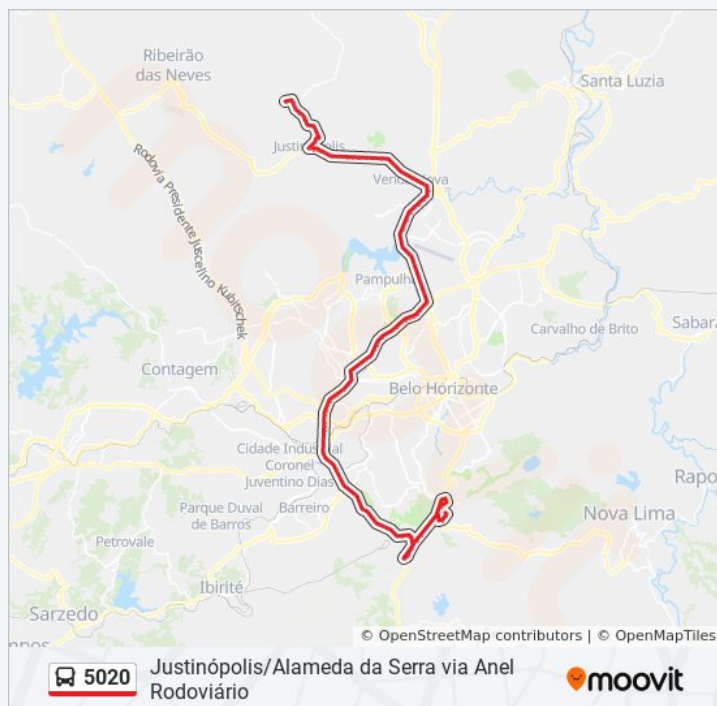 Ribeirão
das Neves
Santa Luzia
Justinópolis
Venda Nova
Rodovia Presidente Juscelino Kubitschek
Pampulha
Carvalho de Brito
Sabará
Contagem
Belo Horizonte
Cidade Industrial
Coronel
Juventino Dias
Rapo
Parque Duval
de Barros
Barreiro
Nova Lima
Petrovale
Ibirité
Sarzedo
mpos
© OpenStreetMap contributors | © OpenMapTiles
5020
Justinópolis/Alameda da Serra via Anel
Rodoviário
moovit